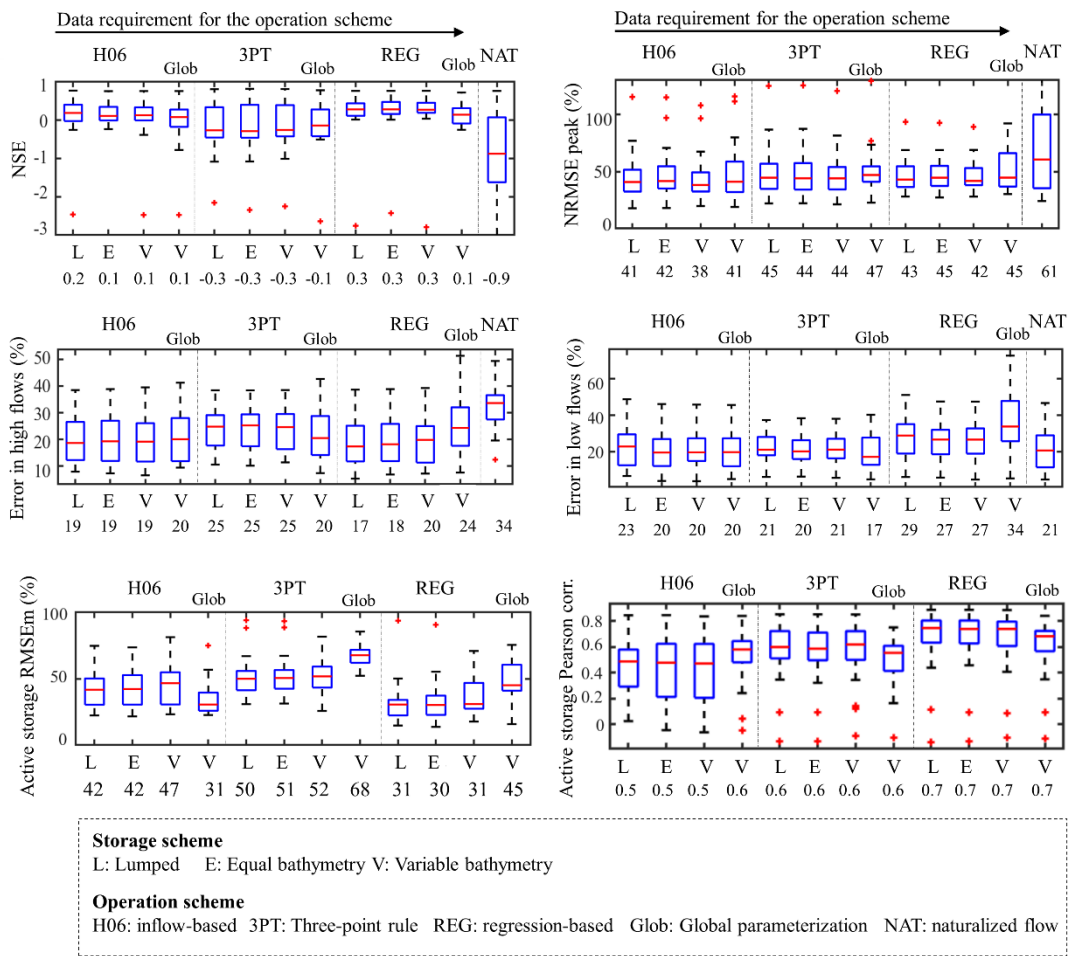 Data requirement for the operation scheme
H06 3PT REG NAT
Glob Glob Glob
NSE
1
0
-1
-2
-3
L E V V L E V V L E V V
0.2 0.1 0.1 0.1 -0.3 -0.3 -0.3 -0.1 0.3 0.3 0.3 0.1 -0.9
Data requirement for the operation scheme
H06 3PT REG NAT
Glob Glob Glob
NRMSE peak (%)
100
50
0
L E V V L E V V L E V V
41 42 38 41 45 44 44 47 43 45 42 45 61
H06 3PT REG NAT
Glob Glob Glob
Error in high flows (%)
50
40
30
20
10
L E V V L E V V L E V V
19 19 19 20 25 25 25 20 17 18 20 24 34
H06 3PT REG NAT
Glob Glob Glob
Error in low flows (%)
60
40
20
L E V V L E V V L E V V
23 20 20 20 21 20 21 17 29 27 27 34 21
H06 3PT REG
Glob Glob Glob
Active storage RMSEm (%)
100
50
0
L E V V L E V V L E V V
42 42 47 31 50 51 52 68 31 30 31 45
H06 3PT REG
Glob Glob Glob
Active storage Pearson corr.
0.8
0.6
0.4
0.2
0
L E V V L E V V L E V V
0.5 0.5 0.5 0.6 0.6 0.6 0.6 0.6 0.7 0.7 0.7 0.7
Storage scheme
L: Lumped E: Equal bathymetry V: Variable bathymetry
Operation scheme
H06: inflow-based 3PT: Three-point rule REG: regression-based Glob: Global parameterization NAT: naturalized flow